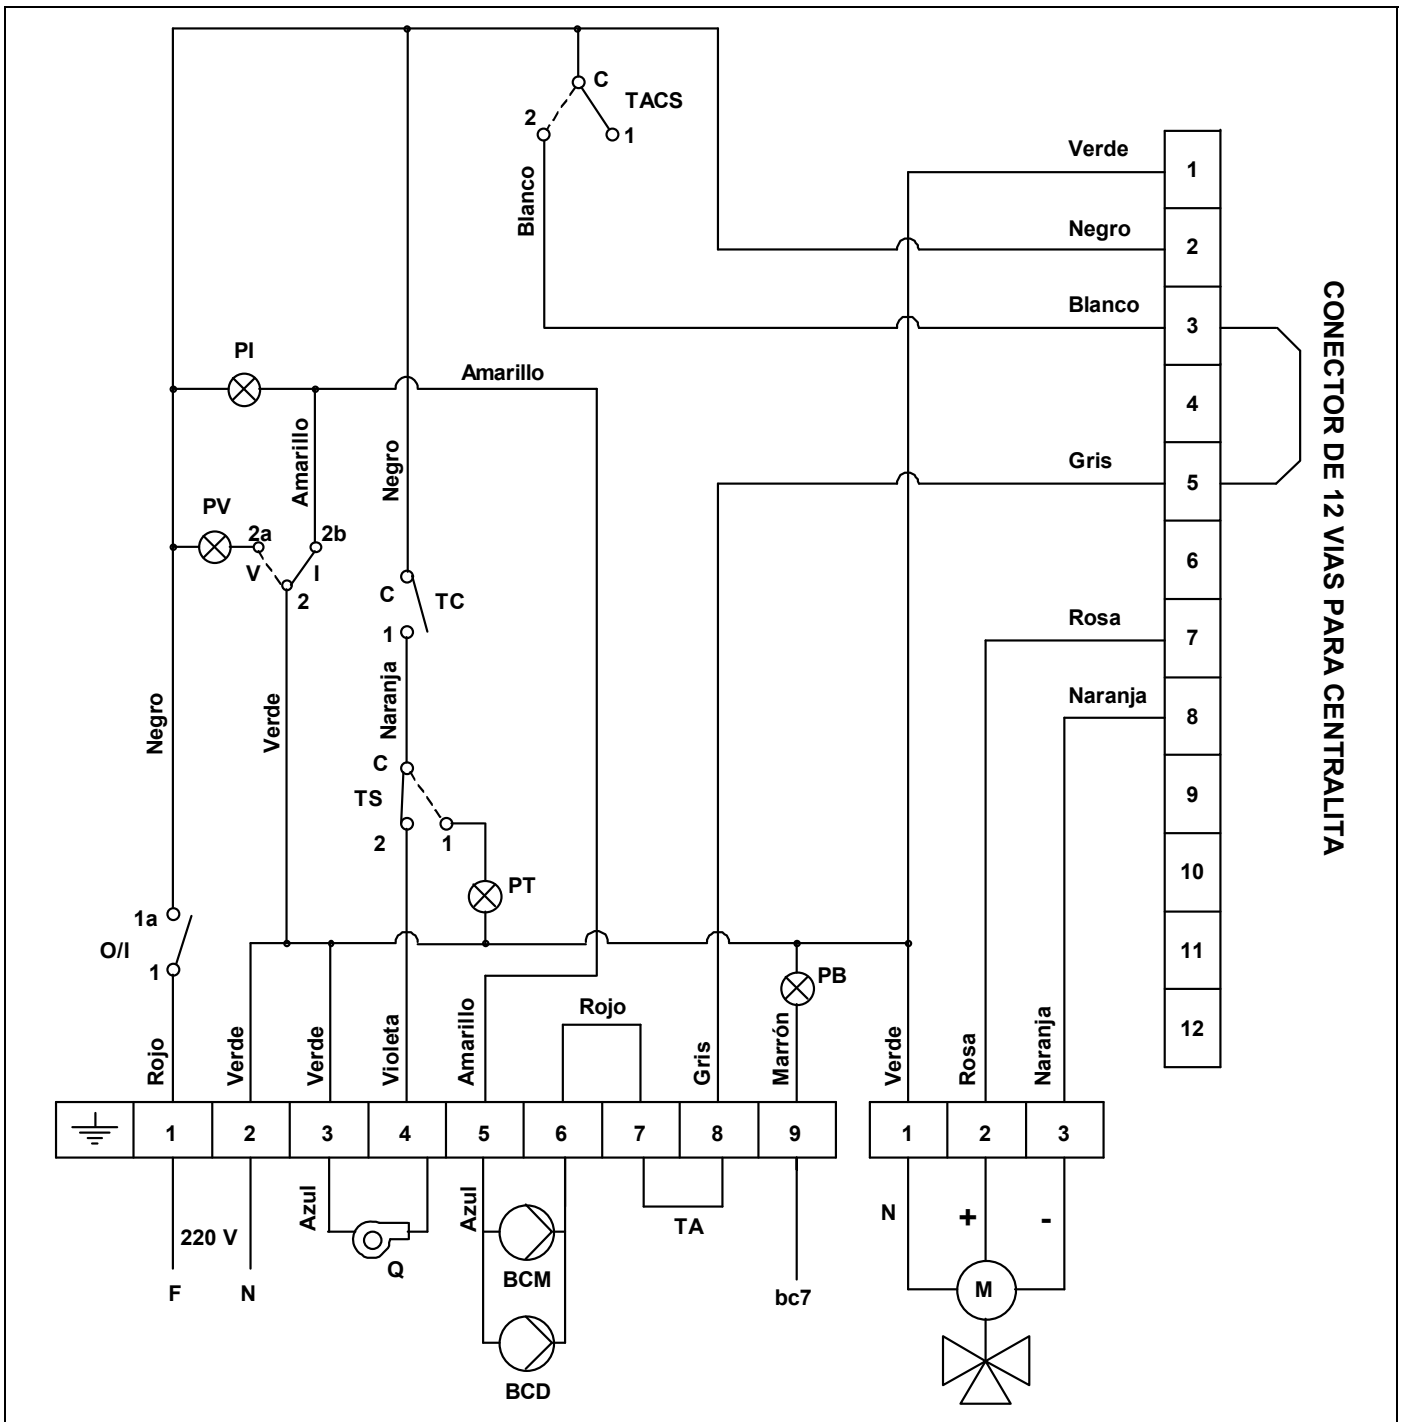 C
TACS
2
1
Blanco
Verde
1
Negro
2
Blanco
3
4
Gris
5
6
Rosa
7
Naranja
8
9
10
11
12
CONECTOR DE 12 VIAS PARA CENTRALITA
PI
Amarillo
Amarillo
Negro
PV
2a
2b
V
I
2
C
TC
1
Negro
Verde
Naranja
C
TS
2
1
PT
1a
O/I
1
PB
Rojo
Rojo
Verde
Verde
Violeta
Amarillo
Gris
Marrón
Verde
Rosa
Naranja
1
2
3
4
5
6
7
8
9
1
2
3
220 V
F
N
Azul
Q
Azul
BCM
BCD
TA
bc7
N
+
-
M